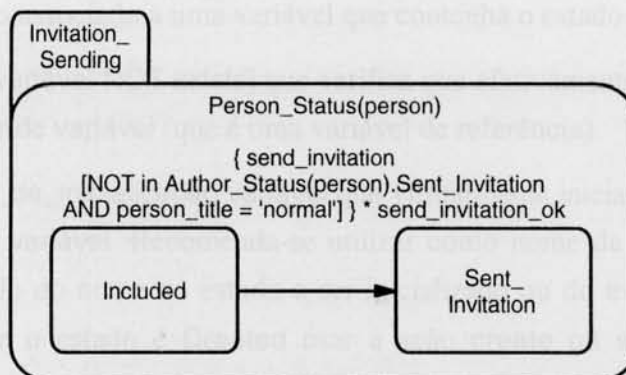 Invitation_
Sending
Person_Status(person)
{ send_invitation
[NOT in Author_Status(person).Sent_Invitation
AND person_title = 'normal'] } * send_invitation_ok
Included
Sent_
Invitation